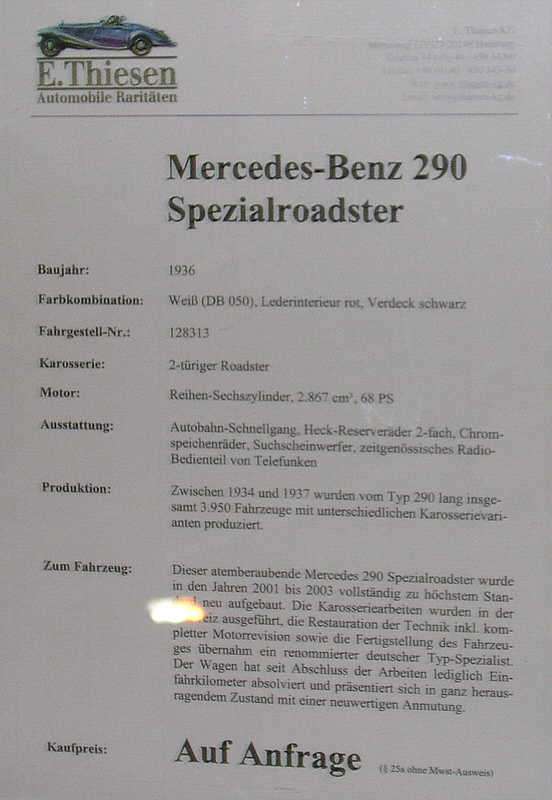 E.Thiesen
Automobile Raritäten
Mercedes-Benz 290
Spezialroadster
Baujahr: 1936
Farbkombination: Weiß (DB 050), Lederinterieur rot, Verdeck schwarz
Fahrgestell-Nr.: 128313
Karosserie: 2-türiger Roadster
Motor: Reihen-Sechszylinder, 2.867 cm³, 68 PS
Ausstattung: Autobahn-Schnellgang, Heck-Reserveräder 2-fach, Chrom-
speichenräder, Suchscheinwerfer, zeitgenössisches Radio-
Bedienteil von Telefunken
Produktion: Zwischen 1934 und 1937 wurden vom Typ 290 lang insge-
samt 3.950 Fahrzeuge mit unterschiedlichen Karosserievari-
anten produziert.
Zum Fahrzeug: Dieser atemberaubende Mercedes 290 Spezialroadster wurde
in den Jahren 2001 bis 2003 vollständig zu höchstem Stan-
neu aufgebaut. Die Karosseriearbeiten wurden in der
ausgeführt, die Restauration der Technik inkl. kom-
pletter Motorrevision sowie die Fertigstellung des Fahrzeu-
ges übernahm ein renommierter deutscher Typ-Spezialist.
Der Wagen hat seit Abschluss der Arbeiten lediglich Ein-
fahrkilometer absolviert und präsentiert sich in ganz heraus-
ragendem Zustand mit einer neuwertigen Anmutung.
Kaufpreis: Auf Anfrage (§ 25a ohne Mwst-Ausweis)